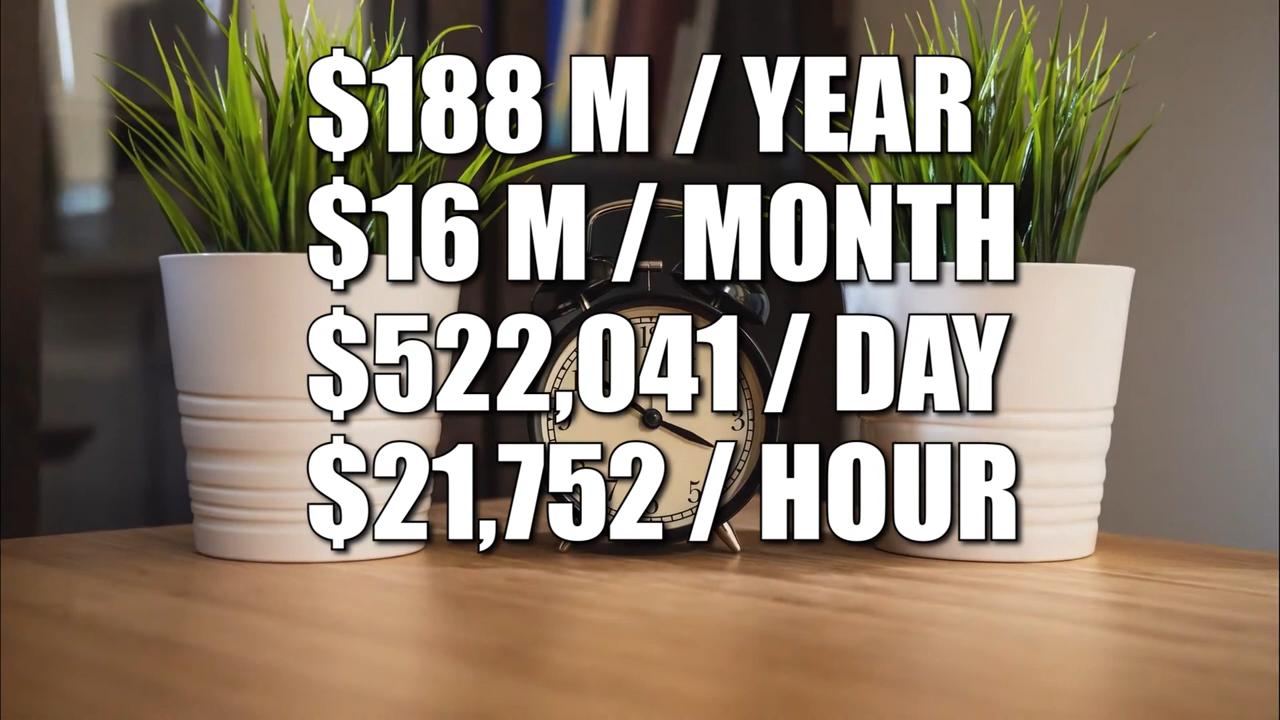 $188 M / YEAR
$16 M / MONTH
$522,041 / DAY
$21,752 / HOUR